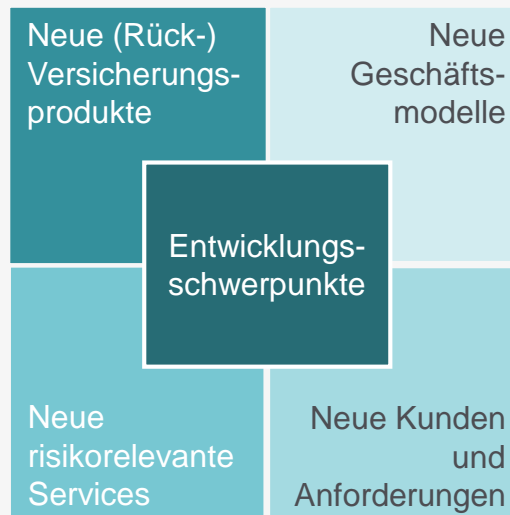 Neue (Rück-)
Versicherungs-
produkte
Neue
Geschäfts-
modelle
Entwicklungs-
schwerpunkte
Neue
risikorelevante
Services
Neue Kunden
und
Anforderungen